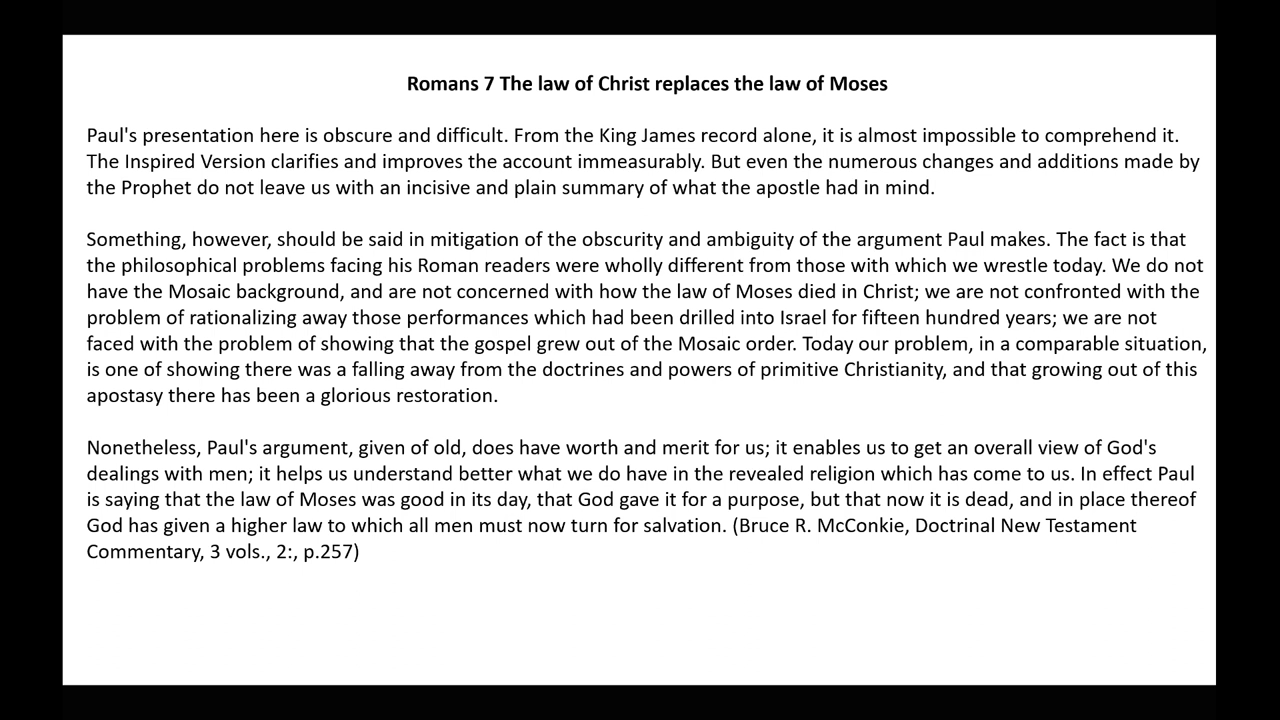 Romans 7 The law of Christ replaces the law of Moses
Paul's presentation here is obscure and difficult. From the King James record alone, it is almost impossible to comprehend it.
The Inspired Version clarifies and improves the account immeasurably. But even the numerous changes and additions made by
the Prophet do not leave us with an incisive and plain summary of what the apostle had in mind.
Something, however, should be said in mitigation of the obscurity and ambiguity of the argument Paul makes. The fact is that
the philosophical problems facing his Roman readers were wholly different from those with which we wrestle today. We do not
have the Mosaic background, and are not concerned with how the law of Moses died in Christ; we are not confronted with the
problem of rationalizing away those performances which had been drilled into Israel for fifteen hundred years; we are not
faced with the problem of showing that the gospel grew out of the Mosaic order. Today our problem, in a comparable situation,
is one of showing there was a falling away from the doctrines and powers of primitive Christianity, and that growing out of this
apostasy there has been a glorious restoration.
Nonetheless, Paul's argument, given of old, does have worth and merit for us; it enables us to get an overall view of God's
dealings with men; it helps us understand better what we do have in the revealed religion which has come to us. In effect Paul
is saying that the law of Moses was good in its day, that God gave it for a purpose, but that now it is dead, and in place thereof
God has given a higher law to which all men must now turn for salvation. (Bruce R. McConkie, Doctrinal New Testament
Commentary, 3 vols., 2:, p.257)